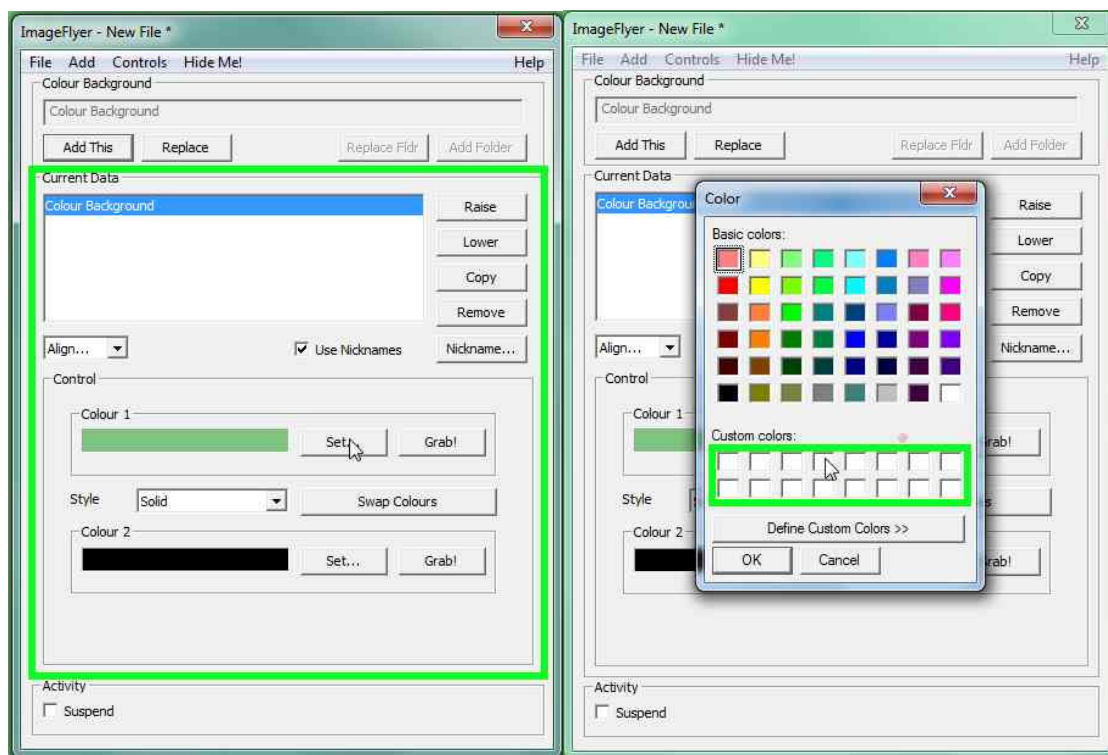 ImageFlyer - New File *
File Add Controls Hide Me! Help
Colour Background
Colour Background
Add This Replace Replace Fldr Add Folder
Current Data
Colour Background
Raise
Lower
Copy
Remove
Align... Use Nicknames Nickname...
Control
Colour 1
Set... Grab!
Style Solid Swap Colours
Colour 2
Set... Grab!
Activity
Suspend
ImageFlyer - New File *
File Add Controls Hide Me! Help
Colour Background
Colour Background
Add This Replace Replace Fldr Add Folder
Current Data
Colour Backgrou
Raise
Lower
Copy
Remove
Align... Nickname...
Control
Colour 1
rab!
Style
Colour 2
rab!
Activity
Suspend
Color
Basic colors:
Custom colors:
Define Custom Colors >>
OK Cancel